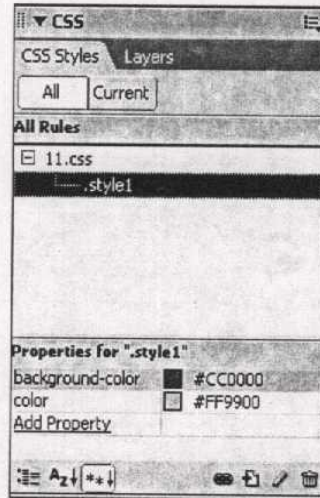 CSS
CSS Styles Layers
All Current
All Rules
11.css
.style1
Properties for ".style1"
background-color #CC0000
color #FF9900
Add Property
Az↓ **↓